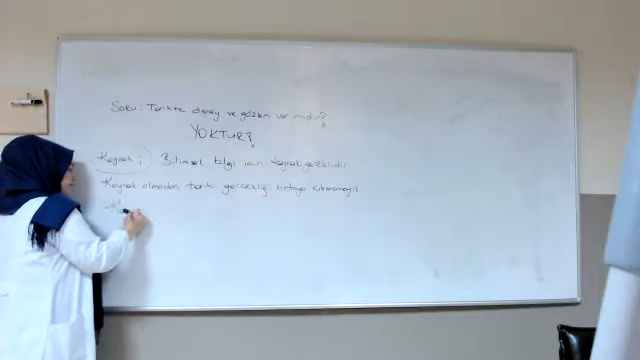 Soru: Tarihte deney ve gözlem var mıdır?
YOKTUR?
Kaynak; Bilimsel bilgi için kaynak gereklidir
Kaynak olmadan tarihi gerçekliği ortaya çıkaramayız
K